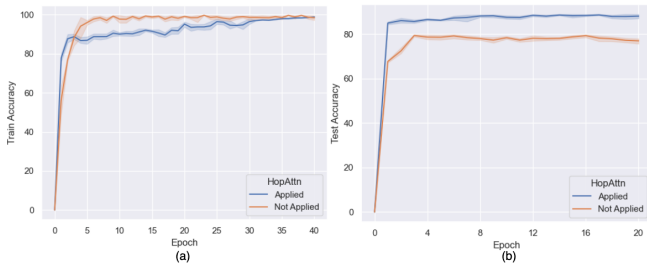 100
80
60
40
20
0
Train Accuracy
0 5 10 15 20 25 30 35 40
Epoch
HopAttn
Applied
Not Applied
(a)
80
60
40
20
0
Test Accuracy
0 4 8 12 16 20
Epoch
HopAttn
Applied
Not Applied
(b)